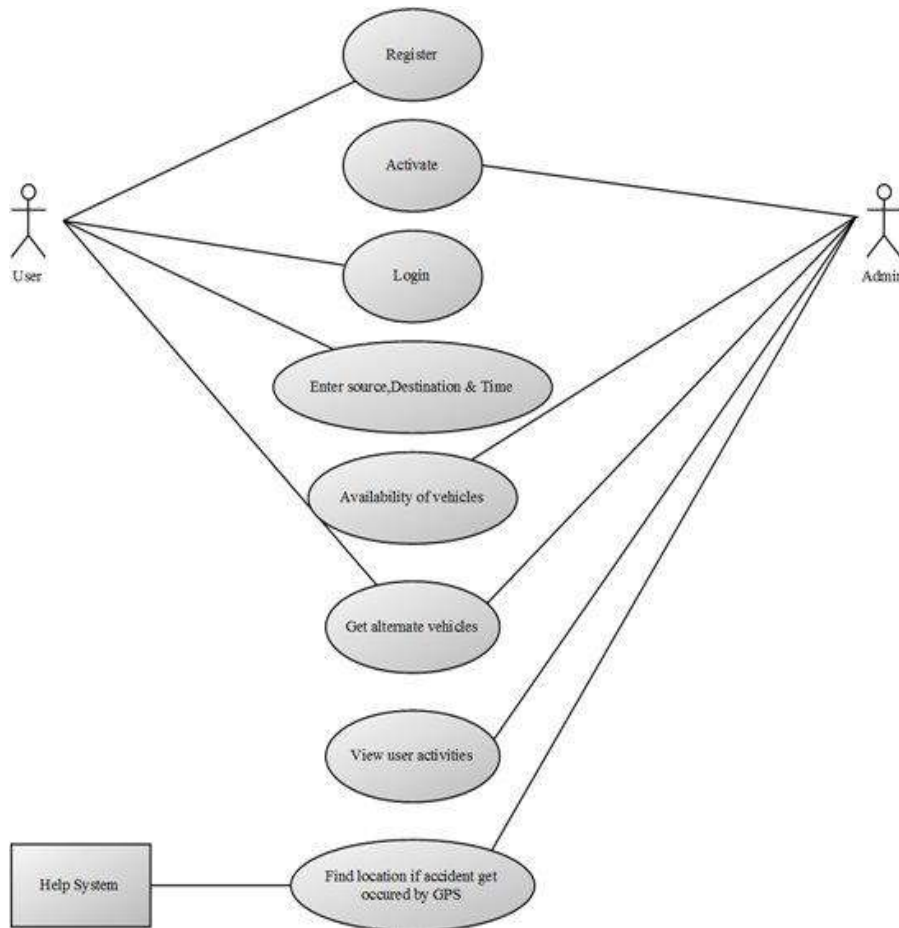 Register
Activate
Login
User
Admin
Enter source,Destination & Time
Availability of vehicles
Get alternate vehicles
View user activities
Help System
Find location if accident get
occured by GPS